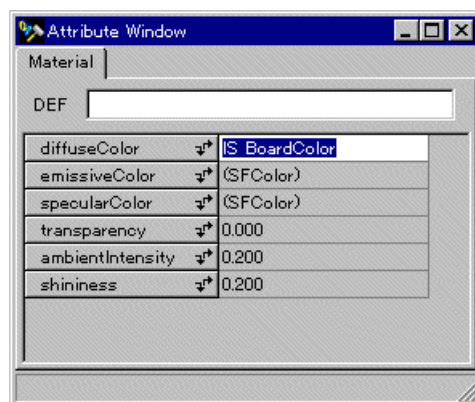 Attribute Window
Material
DEF
diffuseColor IS BoardColor
emissiveColor (SFColor)
specularColor (SFColor)
transparency 0.000
ambientIntensity 0.200
shininess 0.200